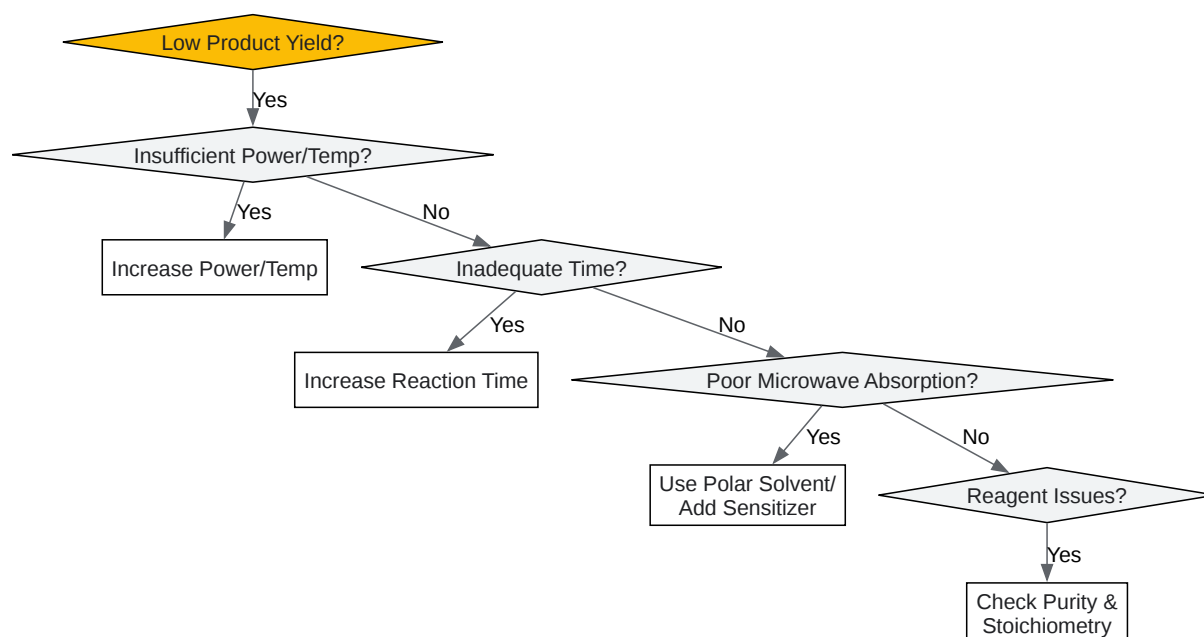 Low Product Yield?
Yes
Insufficient Power/Temp?
Yes
No
Increase Power/Temp
Inadequate Time?
Yes
No
Increase Reaction Time
Poor Microwave Absorption?
Yes
No
Use Polar Solvent/
Add Sensitizer
Reagent Issues?
Yes
Check Purity &
Stoichiometry